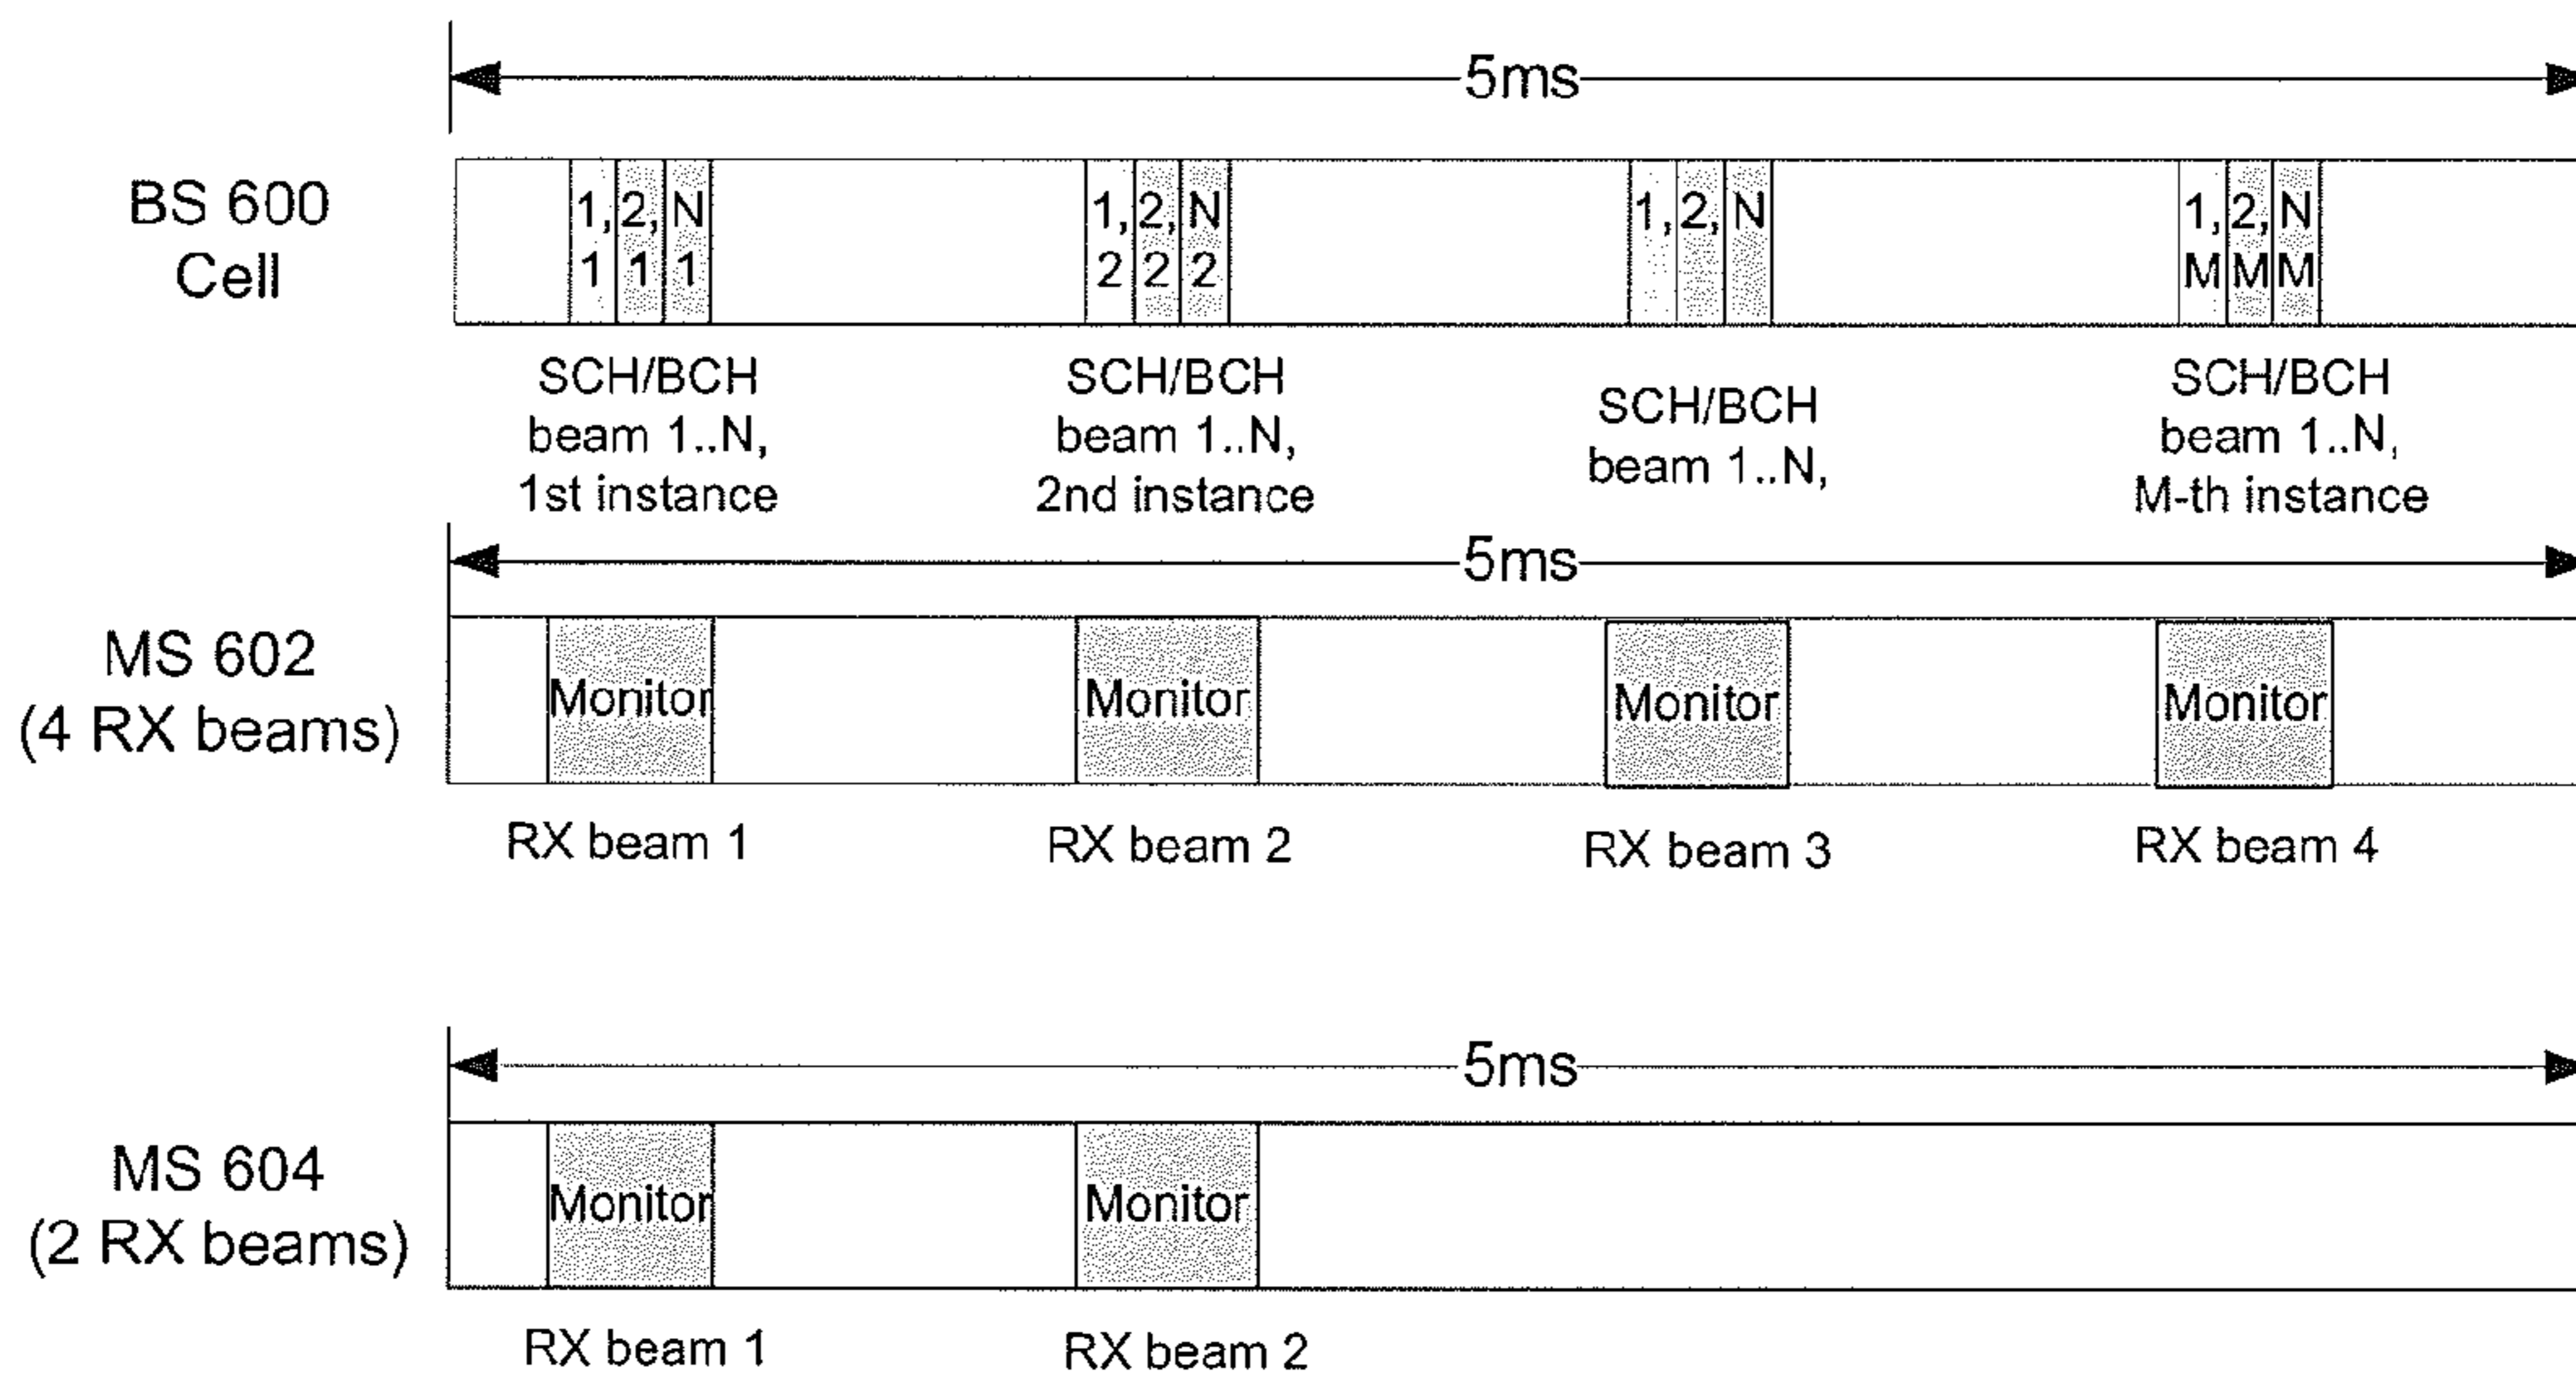 5ms
BS 600
Cell
1, 2, N
1 1 1
1, 2, N
2 2 2
1, 2, N
1, 2, N
M M M
SCH/BCH
beam 1..N,
1st instance
SCH/BCH
beam 1..N,
2nd instance
SCH/BCH
beam 1..N,
SCH/BCH
beam 1..N,
M-th instance
5ms
MS 602
(4 RX beams)
Monitor
Monitor
Monitor
Monitor
RX beam 1
RX beam 2
RX beam 3
RX beam 4
5ms
MS 604
(2 RX beams)
Monitor
Monitor
RX beam 1
RX beam 2